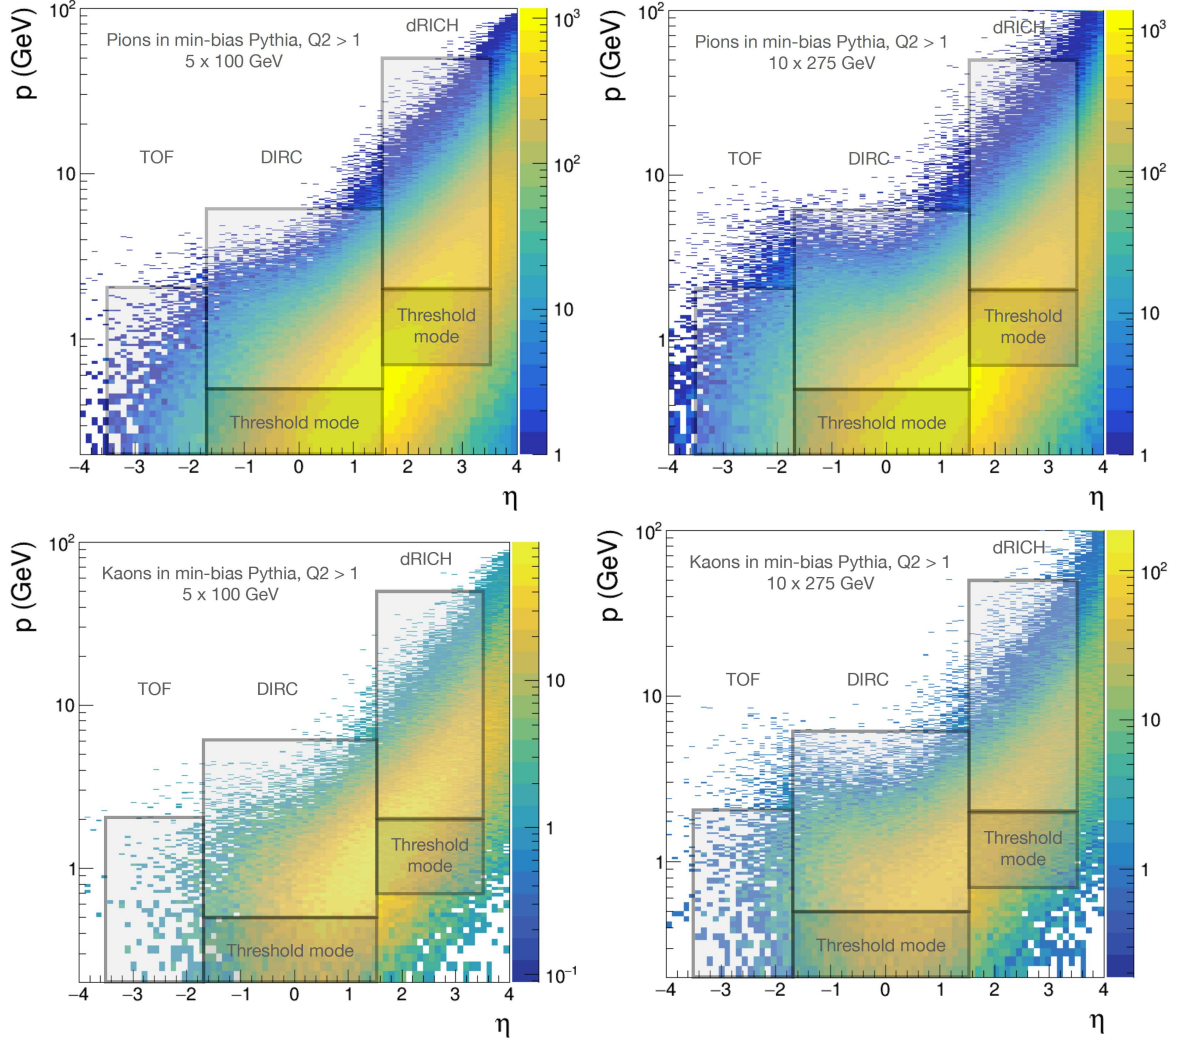 p (GeV)
10²
10
1
Pions in min-bias Pythia, Q2 > 1
5 x 100 GeV
dRICH
TOF
DIRC
Threshold
mode
Threshold mode
−4 −3 −2 −1 0 1 2 3 4
η
10³
10²
10
1
p (GeV)
10²
10
1
Pions in min-bias Pythia, Q2 > 1
10 x 275 GeV
dRICH
TOF
DIRC
Threshold
mode
Threshold mode
−4 −3 −2 −1 0 1 2 3 4
η
10³
10²
10
1
p (GeV)
10²
10
1
Kaons in min-bias Pythia, Q2 > 1
5 x 100 GeV
dRICH
TOF
DIRC
Threshold
mode
Threshold mode
−4 −3 −2 −1 0 1 2 3 4
η
10
1
10⁻¹
p (GeV)
10²
10
1
Kaons in min-bias Pythia, Q2 > 1
10 x 275 GeV
dRICH
TOF
DIRC
Threshold
mode
Threshold mode
−4 −3 −2 −1 0 1 2 3 4
η
10²
10
1